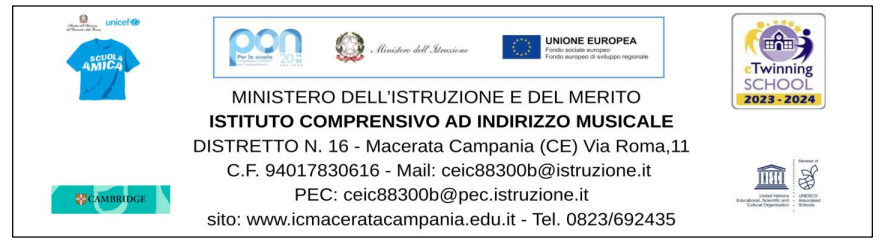 unicef
SCUOLA
AMICA
pon
Per la scuola
20
Ministero dell'Istruzione
UNIONE EUROPEA
Fondo sociale europeo
Fondo europeo di sviluppo regionale
eTwinning
SCHOOL
2023 - 2024
MINISTERO DELL'ISTRUZIONE E DEL MERITO
ISTITUTO COMPRENSIVO AD INDIRIZZO MUSICALE
DISTRETTO N. 16 - Macerata Campania (CE) Via Roma,11
C.F. 94017830616 - Mail: ceic88300b@istruzione.it
PEC: ceic88300b@pec.istruzione.it
sito: www.icmaceratacampania.edu.it - Tel. 0823/692435
CAMBRIDGE
Member of
United Nations
Educational, Scientific and
Cultural Organization
UNESCO
Associated
Schools